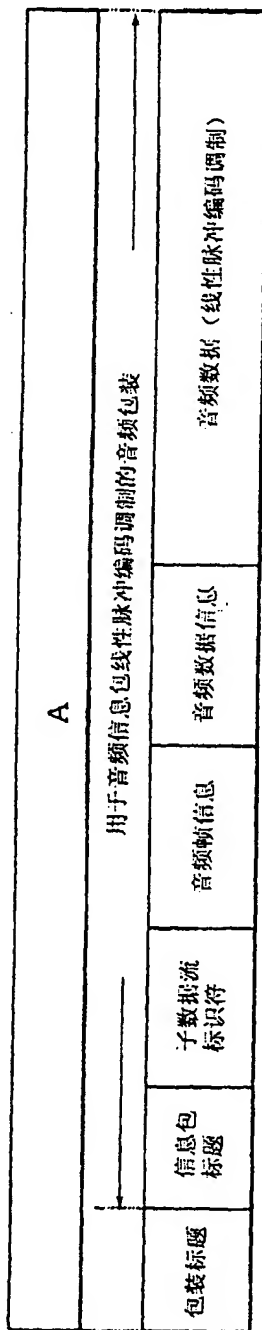 A
用于音频信息包线性脉冲编码调制的音频包装
包装标题
信息包
标题
子数据流
标识符
音频帧信息
音频数据信息
音频数据（线性脉冲编码调制）